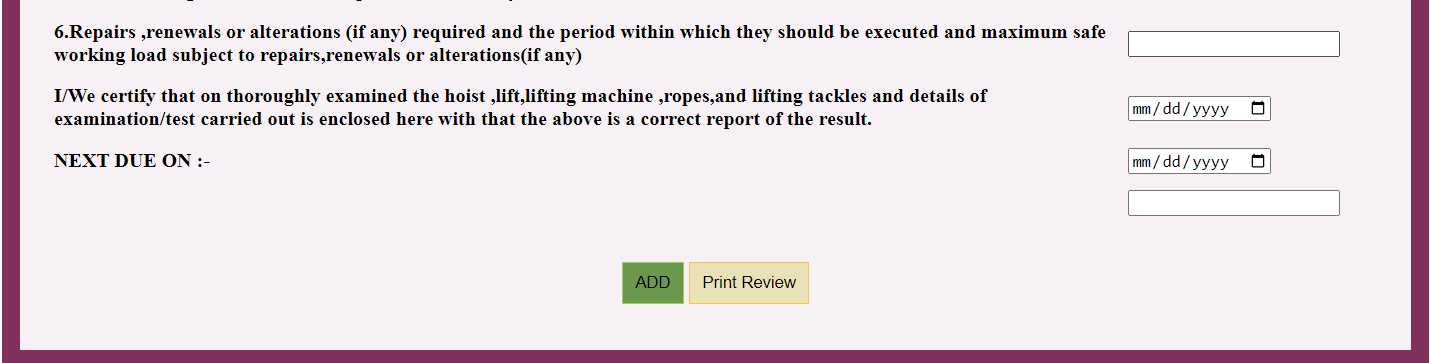 6.Repairs ,renewals or alterations (if any) required and the period within which they should be executed and maximum safe
working load subject to repairs,renewals or alterations(if any)
I/We certify that on thoroughly examined the hoist ,lift,lifting machine ,ropes,and lifting tackles and details of
examination/test carried out is enclosed here with that the above is a correct report of the result.
mm/dd/yyyy
NEXT DUE ON :-
mm/dd/yyyy
ADD
Print Review